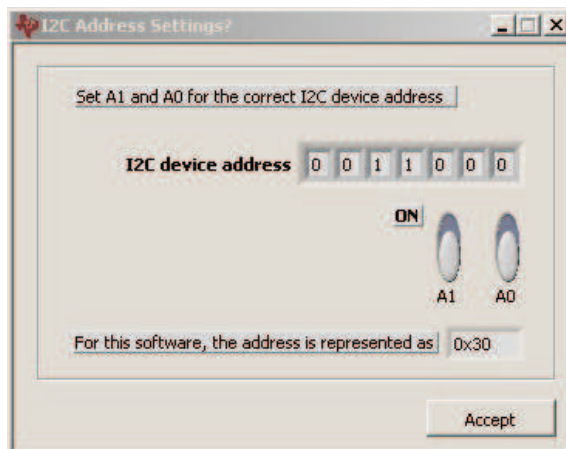 I2C Address Settings?
Set A1 and A0 for the correct I2C device address
I2C device address 0 0 1 1 0 0 0
ON
A1 A0
For this software, the address is represented as 0x30
Accept